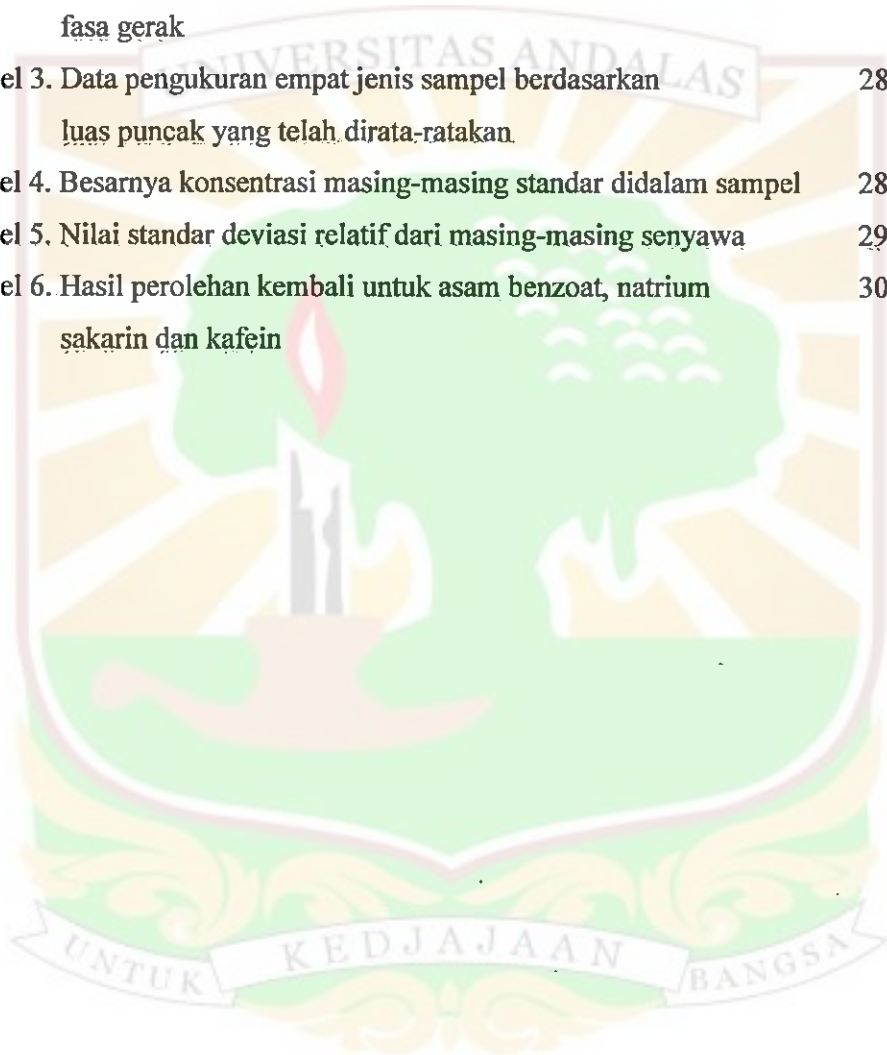 fasa gerak
UNIVERSITAS ANDALAS
el 3. Data pengukuran empat jenis sampel berdasarkan 28
luas puncak yang telah dirata-ratakan
el 4. Besarnya konsentrasi masing-masing standar didalam sampel 28
el 5. Nilai standar deviasi relatif dari masing-masing senyawa 29
el 6. Hasil perolehan kembali untuk asam benzoat, natrium 30
sakarin dan kafein
UNTUK KEDJAJAAN BANGSA